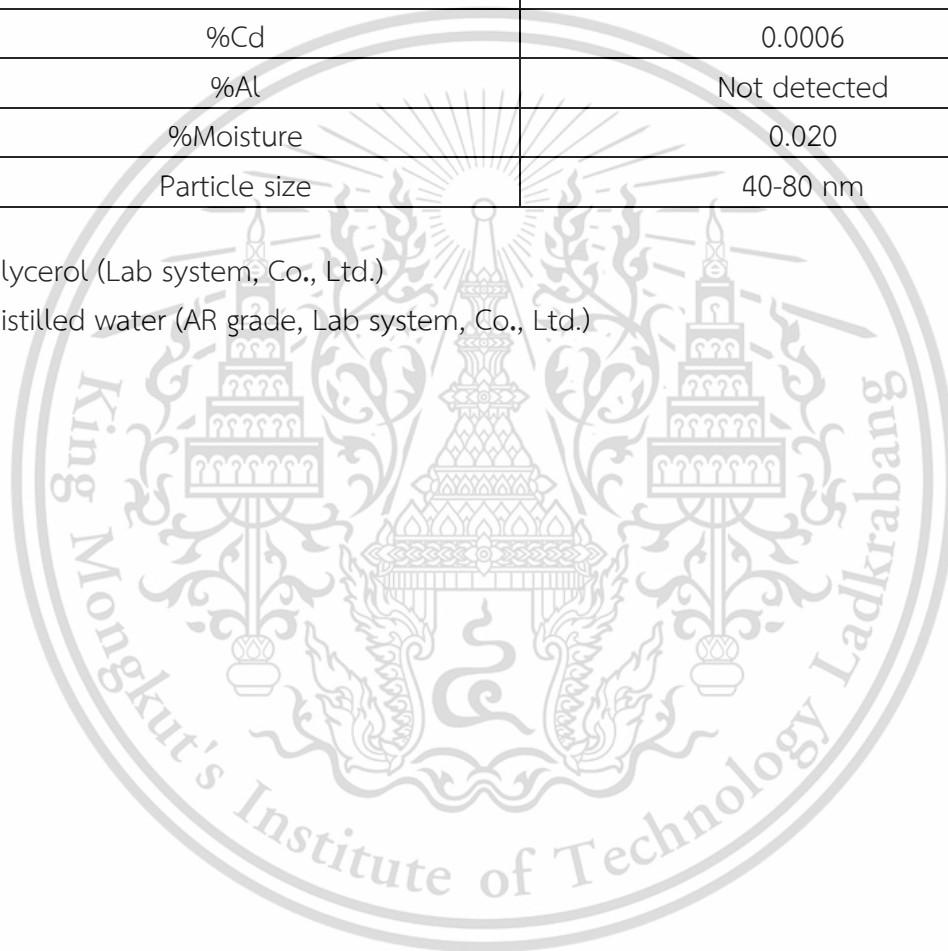 %Cd 0.0006
%Al Not detected
%Moisture 0.020
Particle size 40-80 nm
lycerol (Lab system, Co., Ltd.)
istilled water (AR grade, Lab system, Co., Ltd.)
King Mongkut's Institute of Technology Ladkrabang